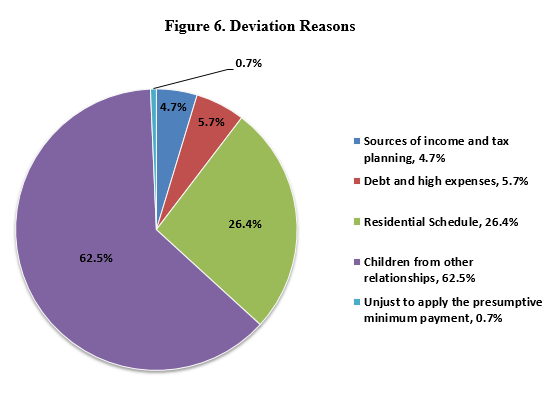 Figure 6. Deviation Reasons
0.7%
4.7%
5.7%
26.4%
62.5%
Sources of income and tax
planning, 4.7%
Debt and high expenses, 5.7%
Residential Schedule, 26.4%
Children from other
relationships, 62.5%
Unjust to apply the presumptive
minimum payment, 0.7%